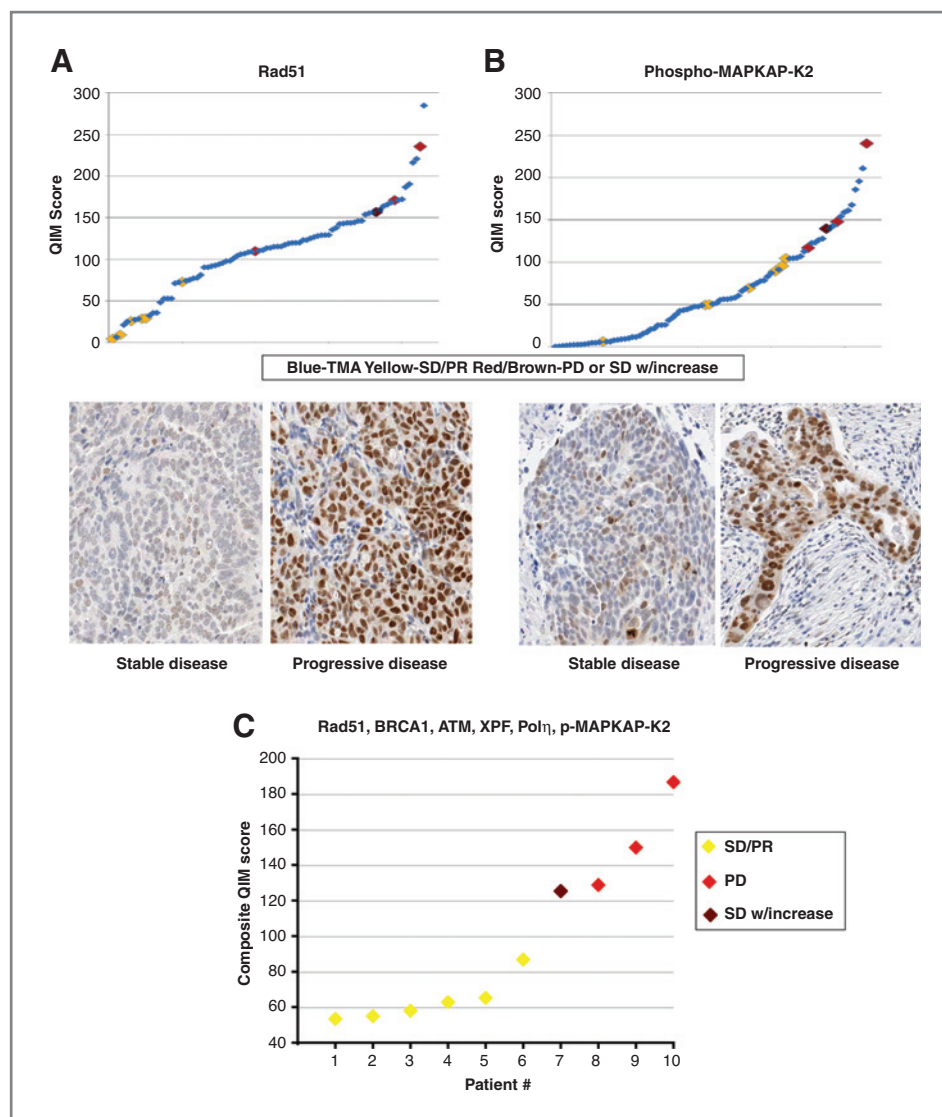 A
Rad51
300
250
200
150
100
50
0
QIM Score
B
Phospho-MAPKAP-K2
300
250
200
150
100
50
0
Blue-TMA Yellow-SD/PR Red/Brown-PD or SD w/increase
Stable disease
Progressive disease
Stable disease
Progressive disease
C
Rad51, BRCA1, ATM, XPF, Polη, p-MAPKAP-K2
200
180
160
140
120
100
80
60
40
Composite QIM score
1 2 3 4 5 6 7 8 9 10
Patient #
SD/PR
PD
SD w/increase